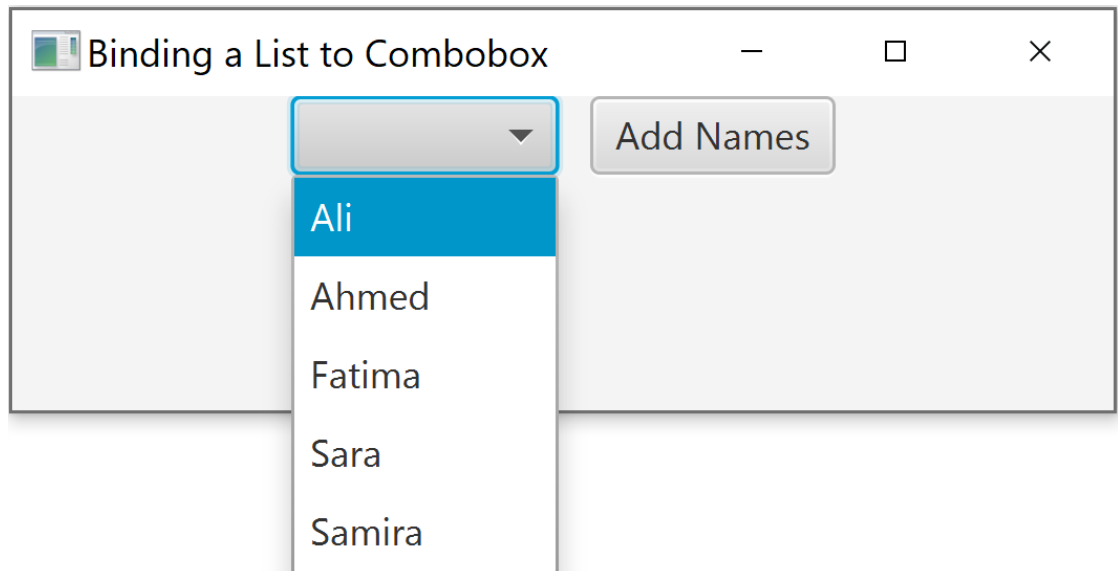 Binding a List to Combobox
Add Names
Ali
Ahmed
Fatima
Sara
Samira